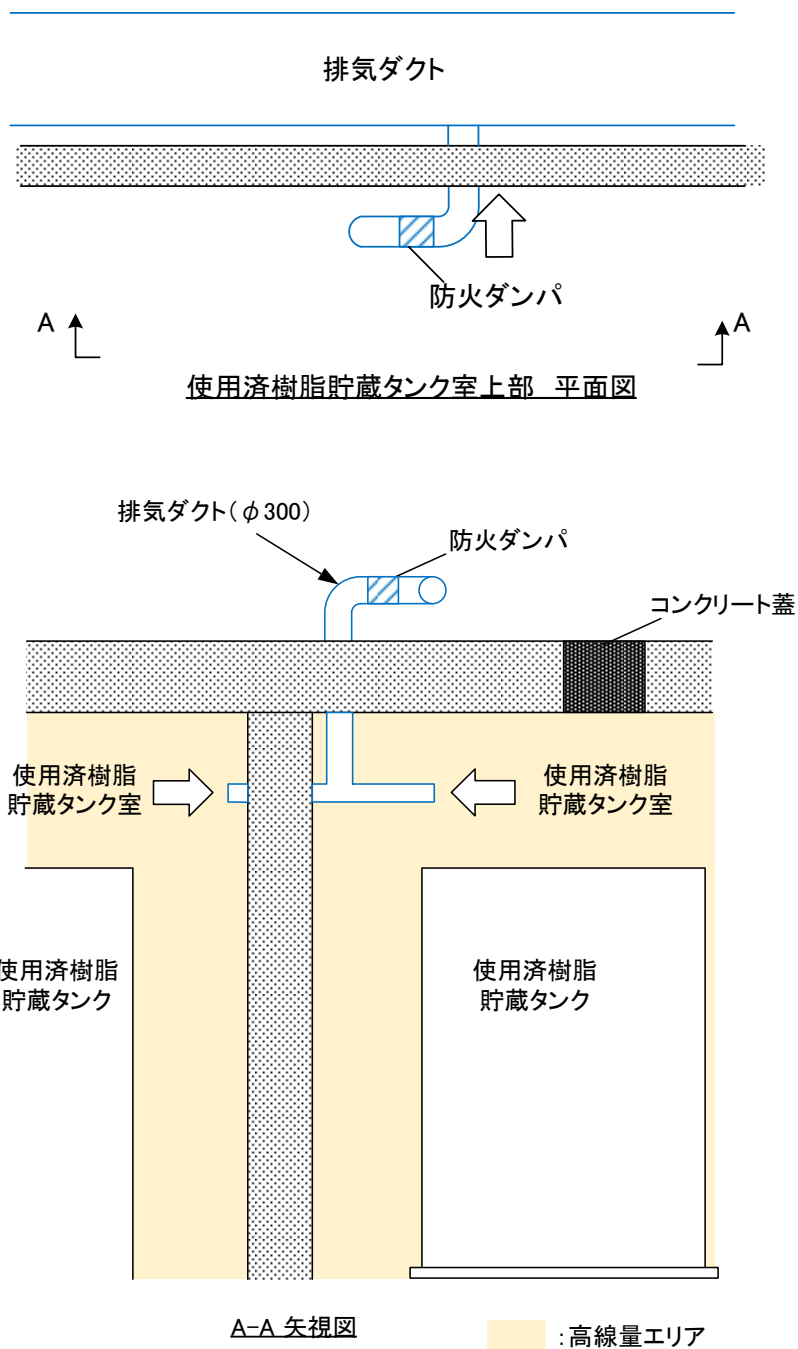 排気ダクト
防火ダンパ
A
A
使用済樹脂貯蔵タンク室上部 平面図
排気ダクト(φ300)
防火ダンパ
コンクリート蓋
使用済樹脂
貯蔵タンク室
使用済樹脂
貯蔵タンク室
使用済樹脂
貯蔵タンク
使用済樹脂
貯蔵タンク
A-A 矢視図
:高線量エリア